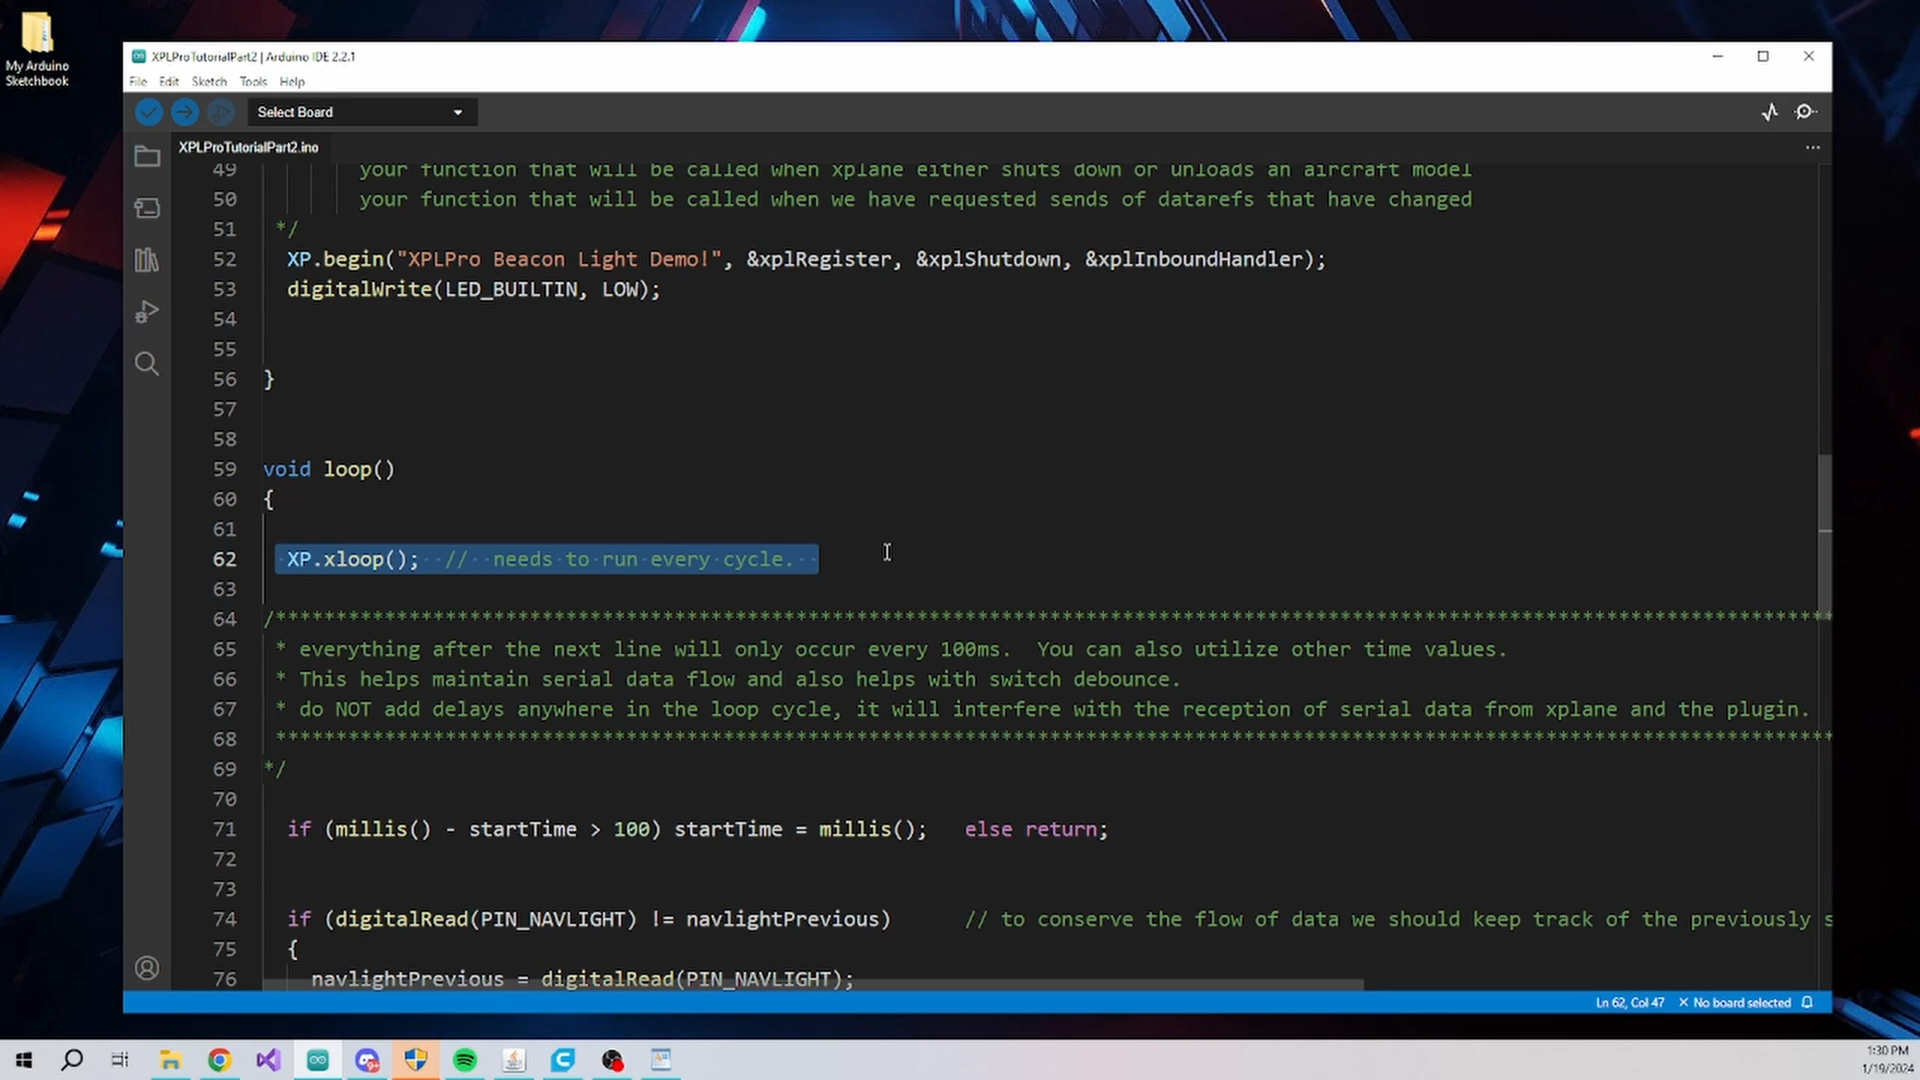 My Arduino
Sketchbook
XPLProTutorialPart2 | Arduino IDE 2.2.1
File Edit Sketch Tools Help
Select Board
XPLProTutorialPart2.ino
49 your function that will be called when xplane either shuts down or unloads an aircraft model
50 your function that will be called when we have requested sends of datarefs that have changed
51 */
52 XP.begin("XPLPro Beacon Light Demo!", &xplRegister, &xplShutdown, &xplInboundHandler);
53 digitalWrite(LED_BUILTIN, LOW);
54
55
56 }
57
58
59 void loop()
60 {
61
62 XP.xloop(); // needs to run every cycle.
63
64 /***********************************************************************************************************************************
65 * everything after the next line will only occur every 100ms. You can also utilize other time values.
66 * This helps maintain serial data flow and also helps with switch debounce.
67 * do NOT add delays anywhere in the loop cycle, it will interfere with the reception of serial data from xplane and the plugin.
68 **********************************************************************************************************************************
69 */
70
71 if (millis() - startTime > 100) startTime = millis(); else return;
72
73
74 if (digitalRead(PIN_NAVLIGHT) != navlightPrevious) // to conserve the flow of data we should keep track of the previously s
75 {
76 navlightPrevious = digitalRead(PIN_NAVLIGHT);
Ln 62, Col 47 × No board selected
1:30 PM
1/19/2024